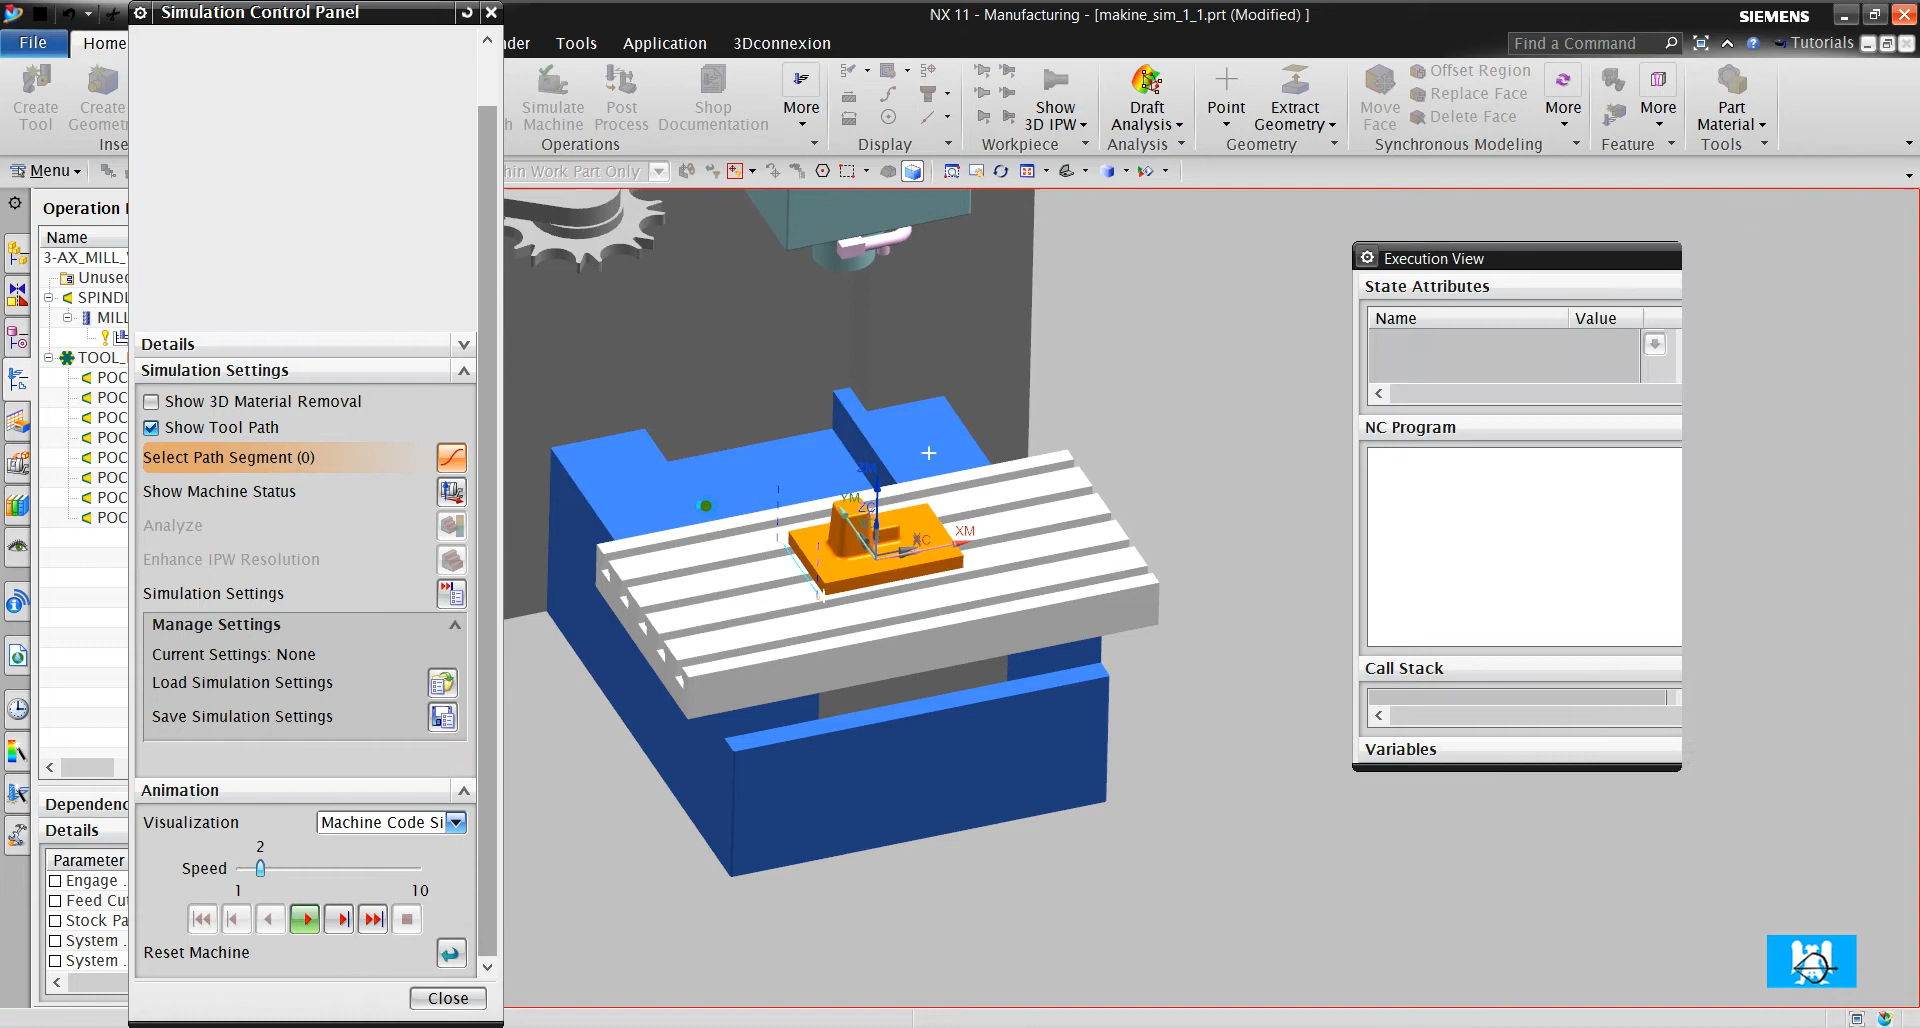 Simulation Control Panel
NX 11 - Manufacturing - [makine_sim_1_1.prt (Modified) ]
SIEMENS
File
Home
Tools
Application
3Dconnexion
Find a Command
Tutorials
Create
Tool
Create
Simulate
Machine
Post
Process
Shop
Documentation
More
Operations
Display
Show
3D IPW
Workpiece
Draft
Analysis
Analysis
Point
Extract
Geometry
Geometry
Move
Face
Offset Region
Replace Face
Delete Face
More
Synchronous Modeling
More
Feature
Part
Material
Tools
Menu
Work Part Only
Operation
Name
3-AX_MILL_
Unused
SPINDL
MILL
TOOL_
POC
POC
POC
POC
POC
POC
POC
POC
Dependenc
Details
Parameter
Engage .
Feed Cu
Stock Pa
System .
System .
Details
Simulation Settings
Show 3D Material Removal
Show Tool Path
Select Path Segment (0)
Show Machine Status
Analyze
Enhance IPW Resolution
Simulation Settings
Manage Settings
Current Settings: None
Load Simulation Settings
Save Simulation Settings
Animation
Visualization
Machine Code Si
2
Speed
1
10
Reset Machine
Close
ZM
YM
ZC
XM
XC
Execution View
State Attributes
Name
Value
NC Program
Call Stack
Variables